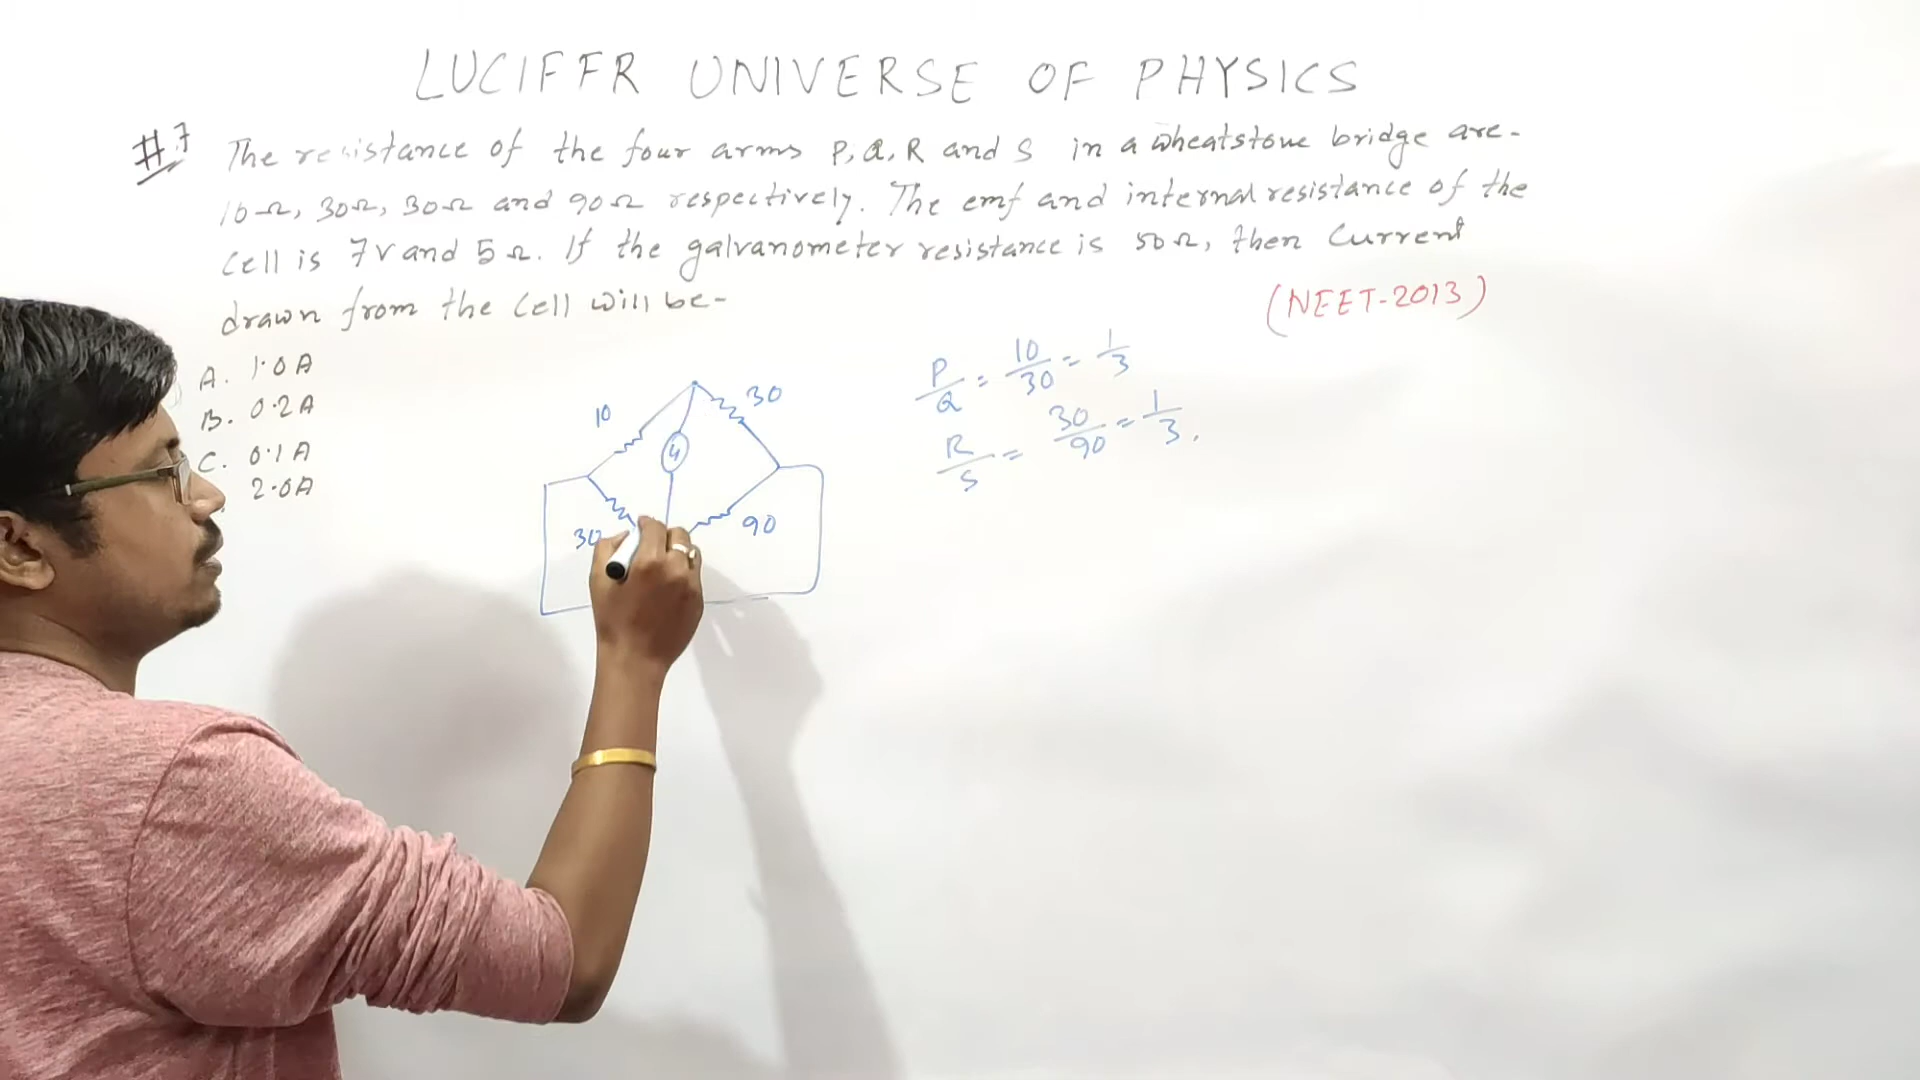 LUCIFFR UNIVERSE OF PHYSICS
#.7 The resistance of the four arms P, Q, R and S in a wheatstone bridge are-
10Ω, 30Ω, 30Ω and 90Ω respectively. The emf and internal resistance of the
cell is 7V and 5Ω. If the galvanometer resistance is 50Ω, then current
drawn from the cell will be-
(NEET-2013)
A. 1.0A
B. 0.2A
C. 0.1A
2.0A
10
30
G
30
90
P/Q = 10/30 = 1/3
R/S = 30/90 = 1/3.